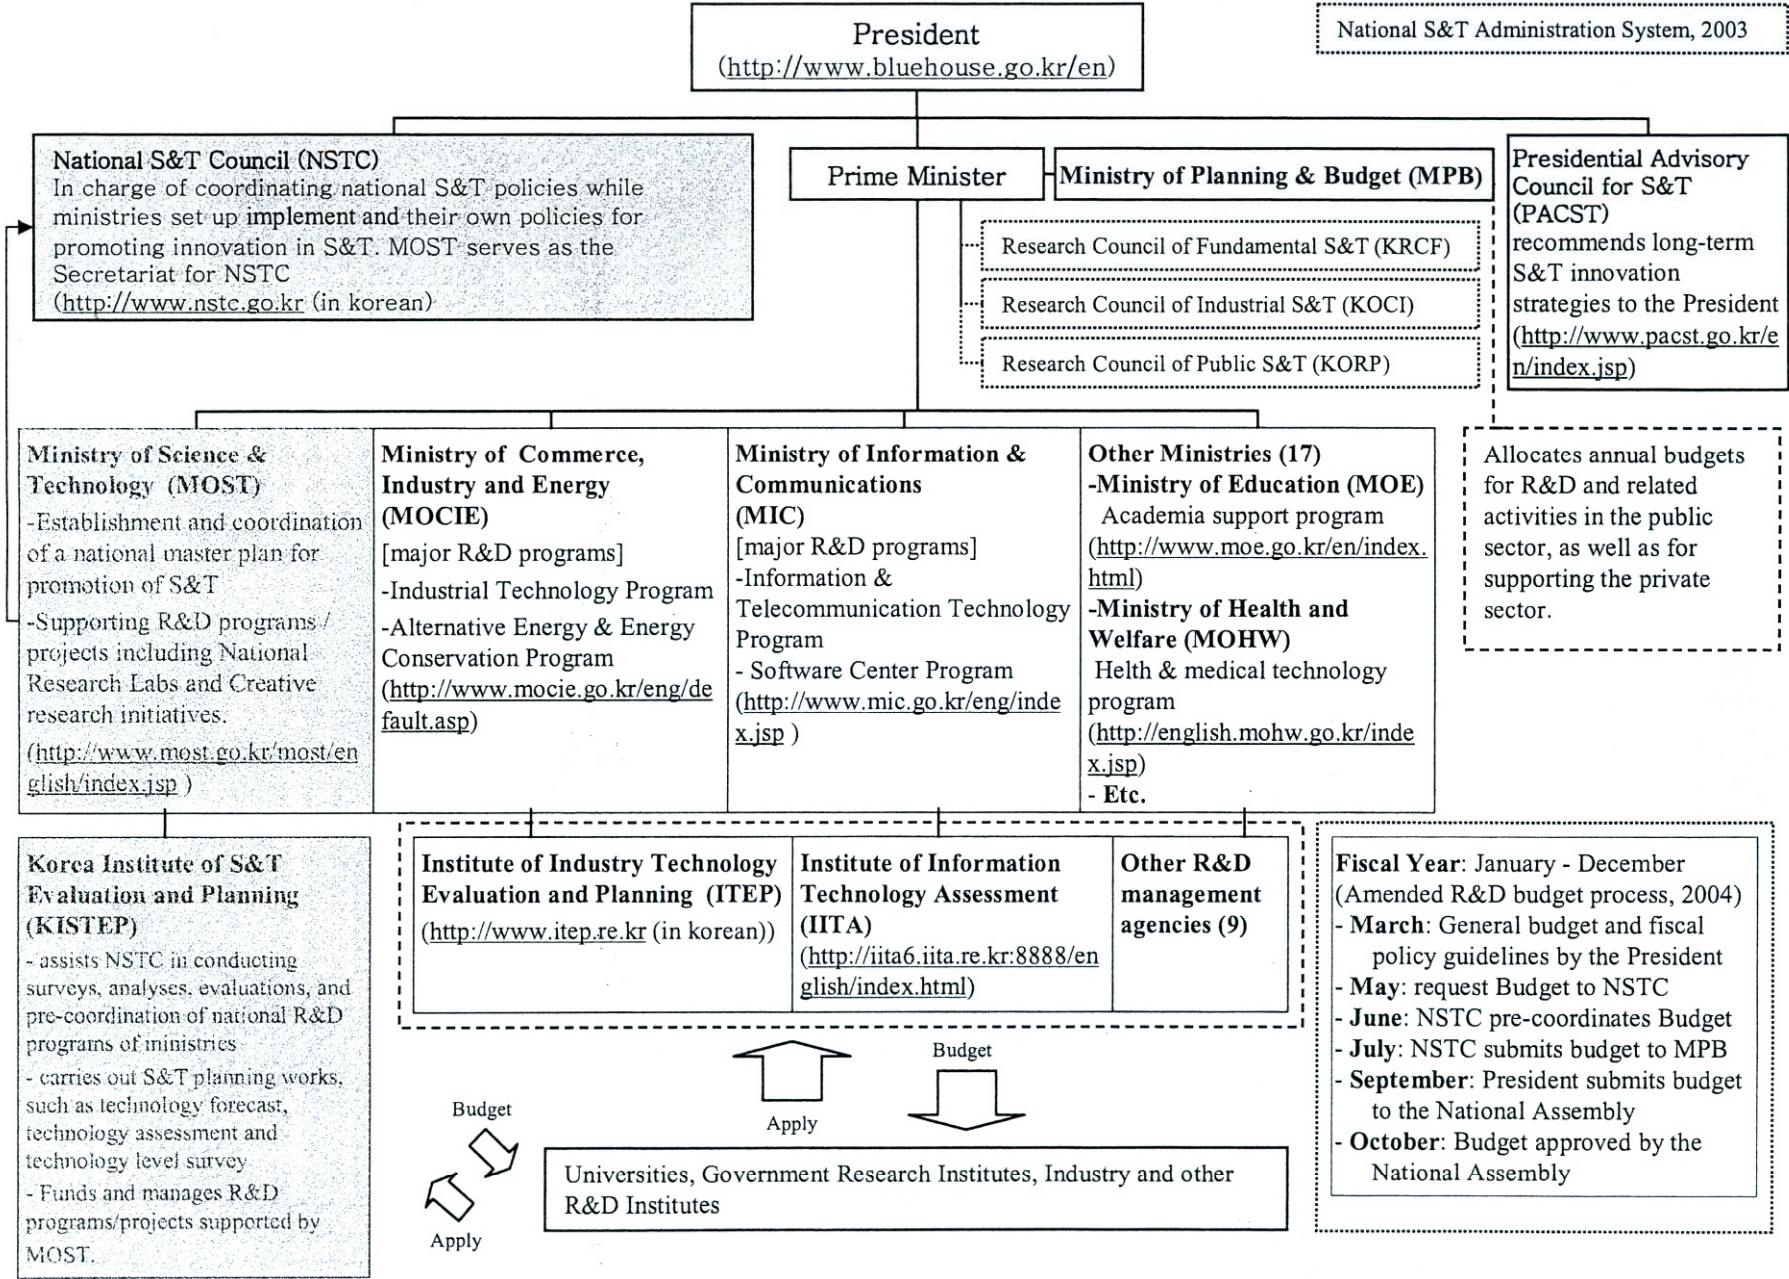 President
(http://www.bluehouse.go.kr/en)
National S&T Administration System, 2003
National S&T Council (NSTC)
In charge of coordinating national S&T policies while
ministries set up implement and their own policies for
promoting innovation in S&T. MOST serves as the
Secretariat for NSTC
(http://www.nstc.go.kr (in korean)
Prime Minister
Ministry of Planning & Budget (MPB)
Research Council of Fundamental S&T (KRCF)
Research Council of Industrial S&T (KOCI)
Research Council of Public S&T (KORP)
Presidential Advisory
Council for S&T
(PACST)
recommends long-term
S&T innovation
strategies to the President
(http://www.pacst.go.kr/e
n/index.jsp)
Ministry of Science &
Technology (MOST)
-Establishment and coordination
of a national master plan for
promotion of S&T
-Supporting R&D programs /
projects including National
Research Labs and Creative
research initiatives.
(http://www.most.go.kr/most/en
glish/index.jsp )
Ministry of Commerce,
Industry and Energy
(MOCIE)
[major R&D programs]
-Industrial Technology Program
-Alternative Energy & Energy
Conservation Program
(http://www.mocie.go.kr/eng/de
fault.asp)
Ministry of Information &
Communications
(MIC)
[major R&D programs]
-Information &
Telecommunication Technology
Program
- Software Center Program
(http://www.mic.go.kr/eng/inde
x.jsp )
Other Ministries (17)
-Ministry of Education (MOE)
Academia support program
(http://www.moe.go.kr/en/index.
html)
-Ministry of Health and
Welfare (MOHW)
Helth & medical technology
program
(http://english.mohw.go.kr/inde
x.jsp)
- Etc.
Allocates annual budgets
for R&D and related
activities in the public
sector, as well as for
supporting the private
sector.
Korea Institute of S&T
Evaluation and Planning
(KISTEP)
- assists NSTC in conducting
surveys, analyses, evaluations, and
pre-coordination of national R&D
programs of ministries
- carries out S&T planning works,
such as technology forecast,
technology assessment and
technology level survey
- Funds and manages R&D
programs/projects supported by
MOST.
Institute of Industry Technology
Evaluation and Planning (ITEP)
(http://www.itep.re.kr (in korean))
Institute of Information
Technology Assessment
(IITA)
(http://iita6.iita.re.kr:8888/en
glish/index.html)
Other R&D
management
agencies (9)
Fiscal Year: January - December
(Amended R&D budget process, 2004)
- March: General budget and fiscal
policy guidelines by the President
- May: request Budget to NSTC
- June: NSTC pre-coordinates Budget
- July: NSTC submits budget to MPB
- September: President submits budget
to the National Assembly
- October: Budget approved by the
National Assembly
Budget
Apply
Budget
Apply
Universities, Government Research Institutes, Industry and other
R&D Institutes